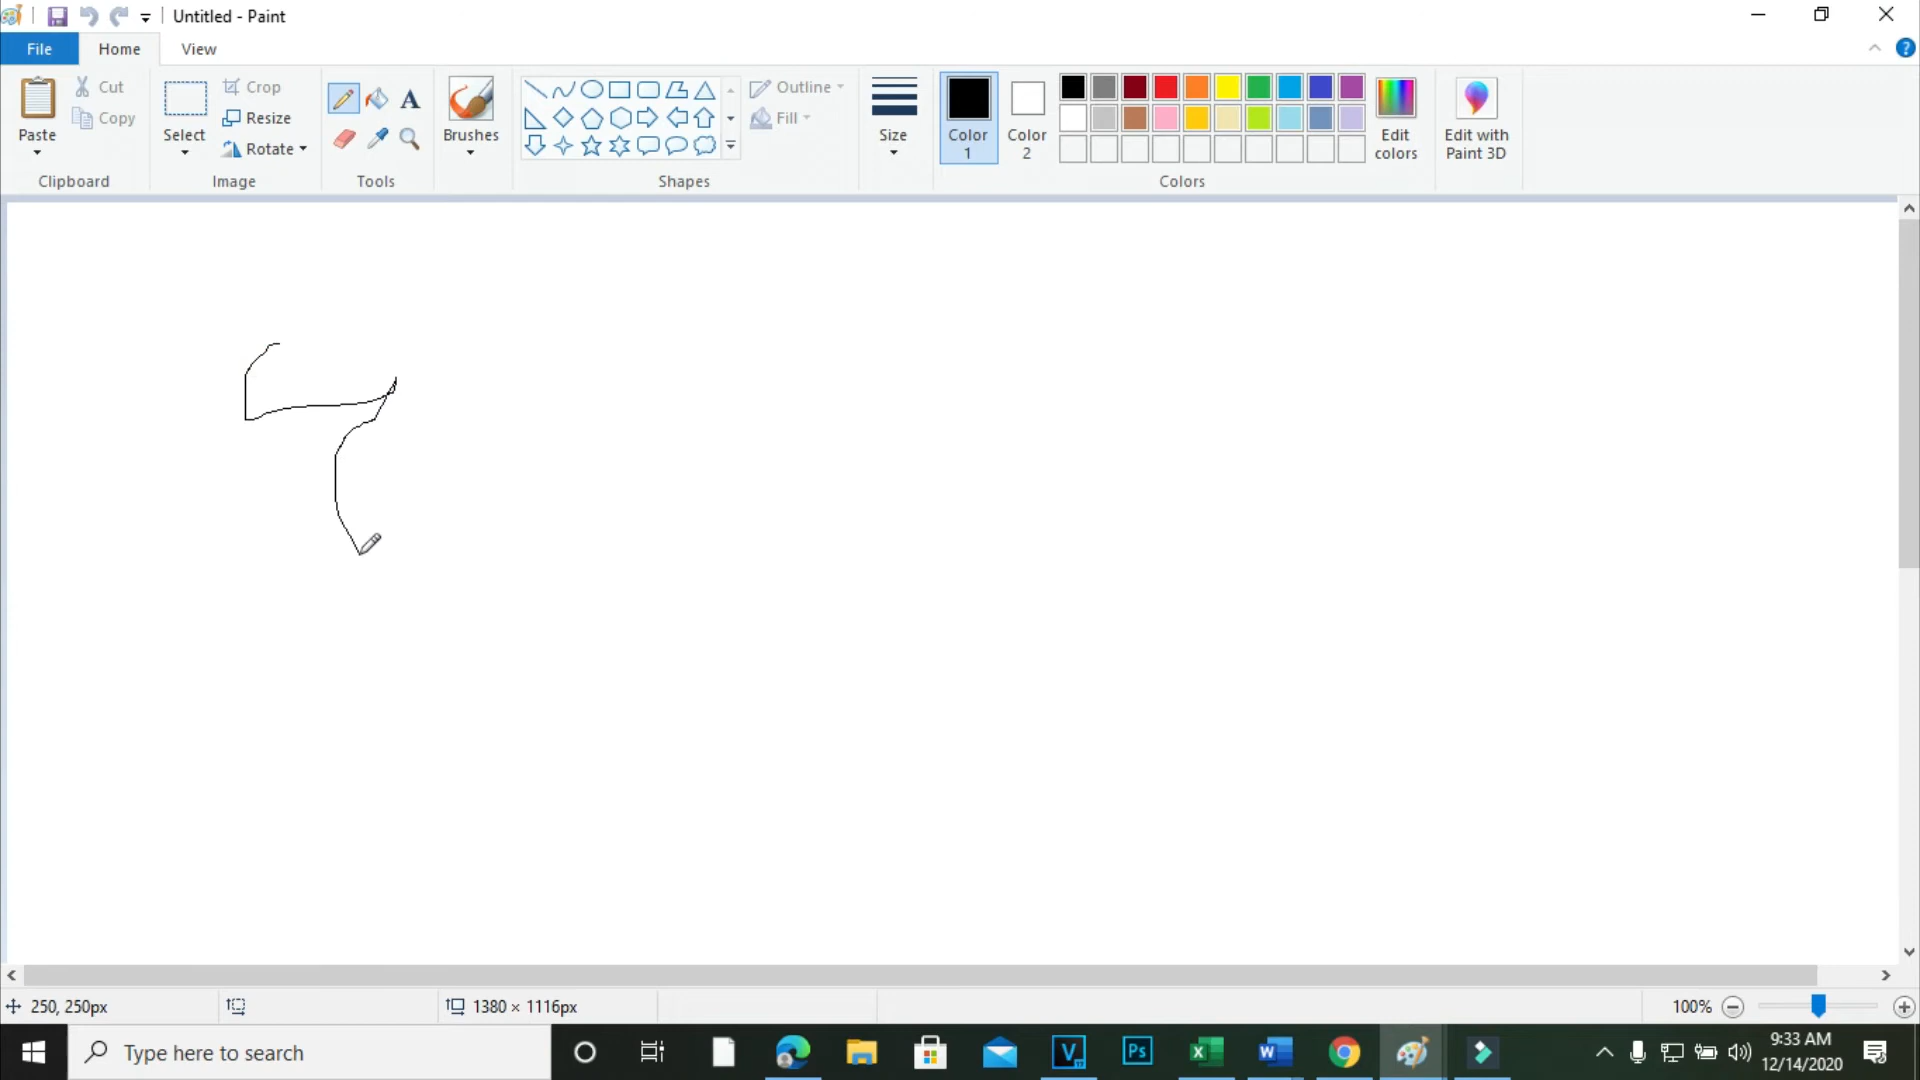 Untitled - Paint
File Home View
Paste
Cut
Copy
Clipboard
Select
Crop
Resize
Rotate
Image
A
Tools
Brushes
Shapes
Outline
Fill
Size
Color 1
Color 2
Edit colors
Colors
Edit with Paint 3D
?
250, 250px
1380 × 1116px
100%
Type here to search
V
17
Ps
X
W
9:33 AM
12/14/2020